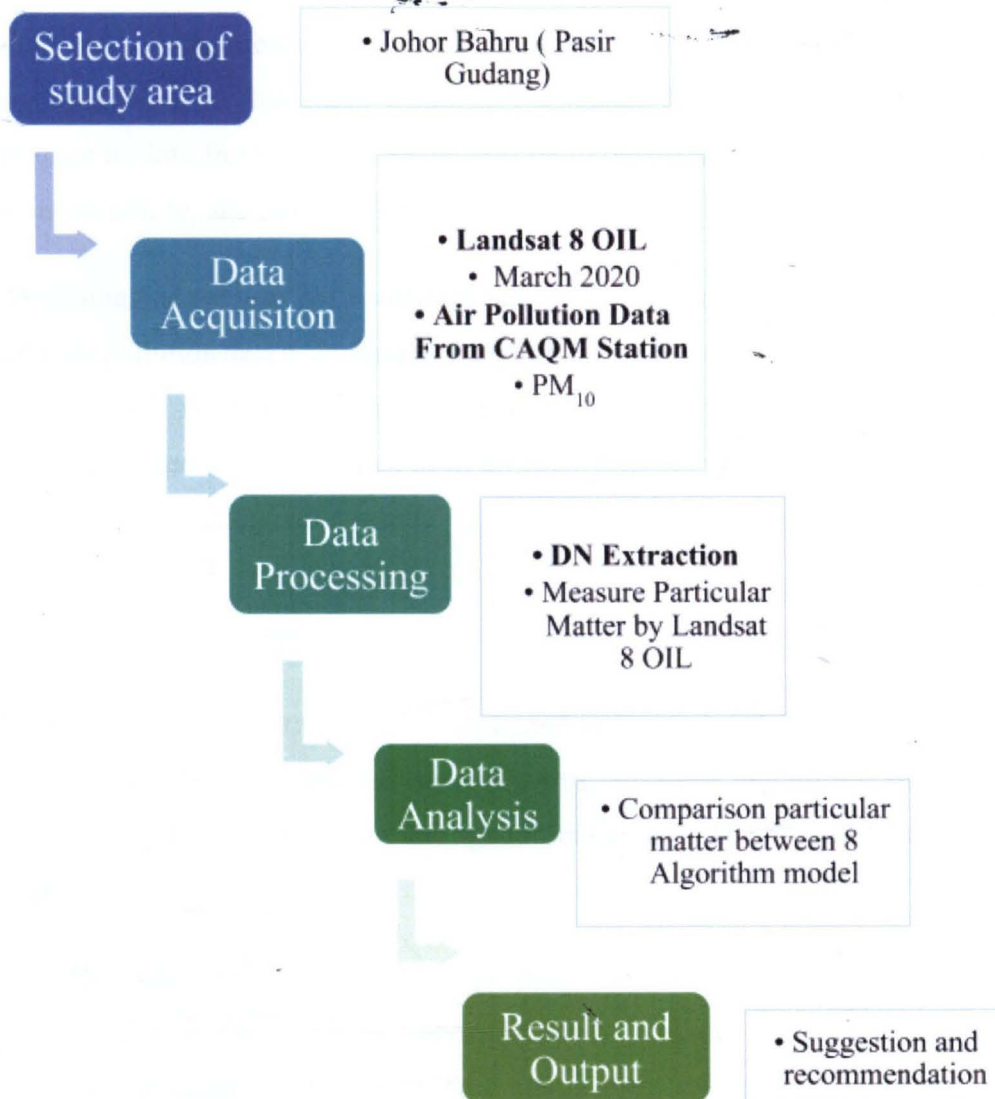 Selection of
study area
• Johor Bahru ( Pasir
Gudang)
Data
Acquisiton
• Landsat 8 OIL
• March 2020
• Air Pollution Data
From CAQM Station
• PM₁₀
Data
Processing
• DN Extraction
• Measure Particular
Matter by Landsat
8 OIL
Data
Analysis
• Comparison particular
matter between 8
Algorithm model
Result and
Output
• Suggestion and
recommendation